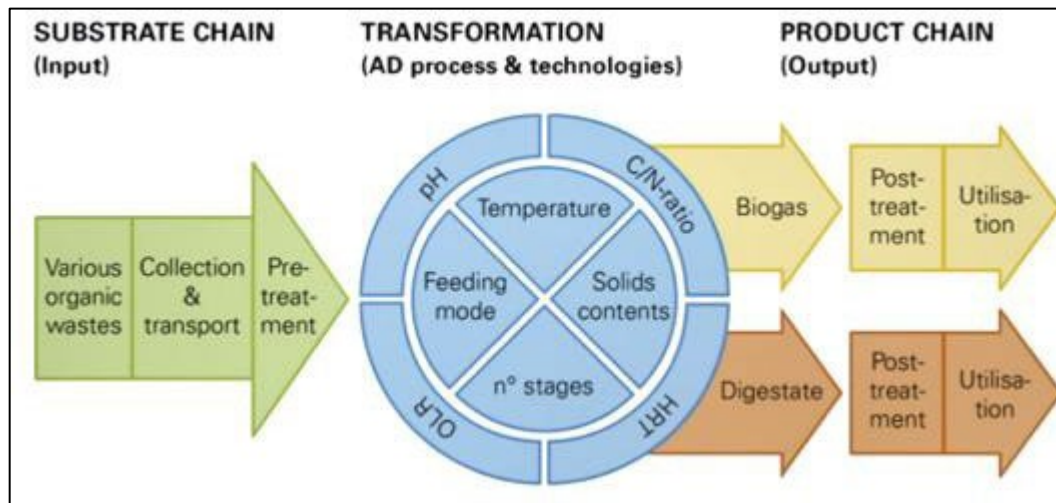 SUBSTRATE CHAIN
(Input)
TRANSFORMATION
(AD process & technologies)
PRODUCT CHAIN
(Output)
Various
organic
wastes
Collection
&
transport
Pre-
treat-
ment
pH
C/N-ratio
OLR
HRT
Temperature
Feeding
mode
Solids
contents
n° stages
Biogas
Post-
treat-
ment
Utilisa-
tion
Digestate
Post-
treat-
ment
Utilisa-
tion